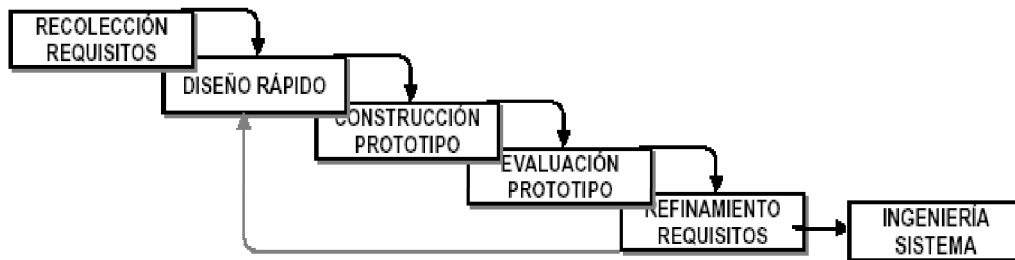 RECOLECCIÓN
REQUISITOS
DISEÑO RÁPIDO
CONSTRUCCIÓN
PROTOTIPO
EVALUACIÓN
PROTOTIPO
REFINAMIENTO
REQUISITOS
INGENIERÍA
SISTEMA